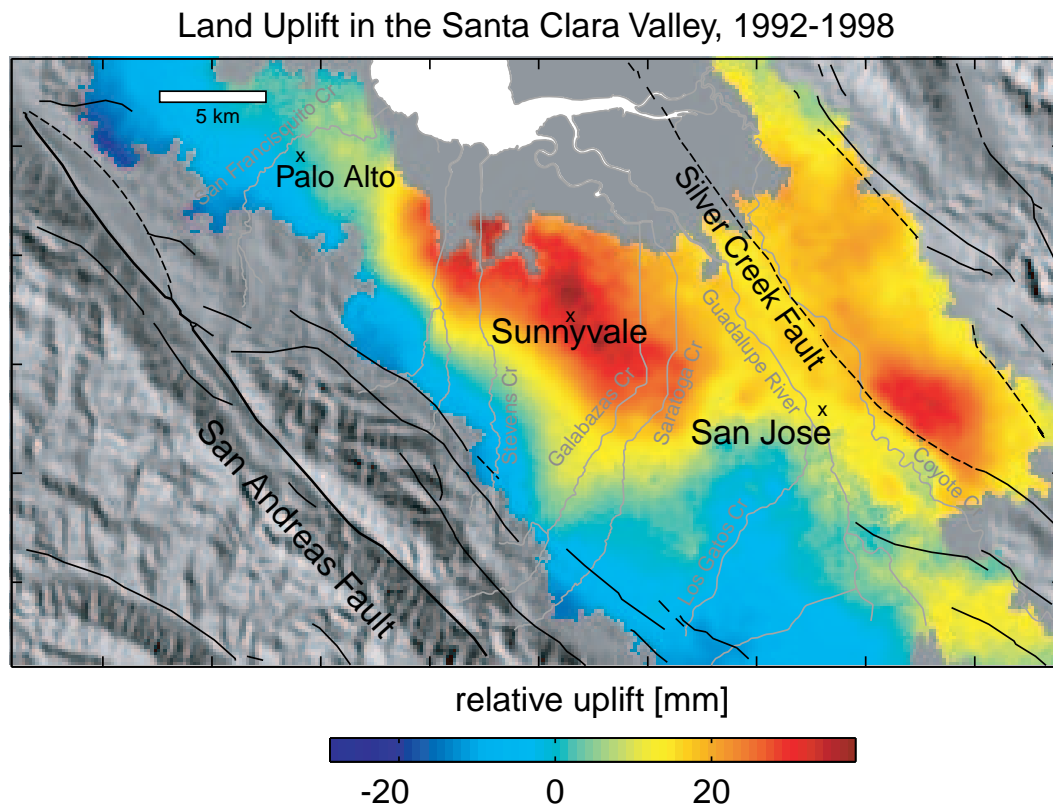 Land Uplift in the Santa Clara Valley, 1992-1998
5 km
San Francisquito Cr
x
Palo Alto
Silver Creek Fault
Guadalupe River
x
Sunnyvale
Stevens Cr
Galabazas Cr
Saratoga Cr
x
San Jose
Coyote C
San Andreas Fault
Los Gatos Cr
relative uplift [mm]
-20
0
20